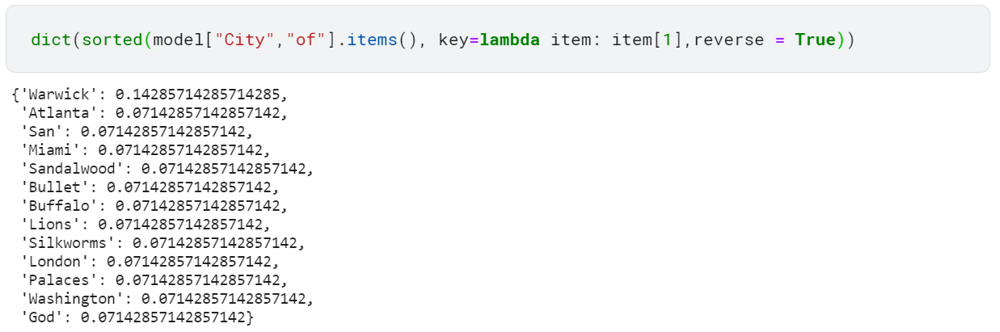 dict(sorted(model["City","of"].items(), key=lambda item: item[1],reverse = True))
{'Warwick': 0.14285714285714285,
 'Atlanta': 0.07142857142857142,
 'San': 0.07142857142857142,
 'Miami': 0.07142857142857142,
 'Sandalwood': 0.07142857142857142,
 'Bullet': 0.07142857142857142,
 'Buffalo': 0.07142857142857142,
 'Lions': 0.07142857142857142,
 'Silkworms': 0.07142857142857142,
 'London': 0.07142857142857142,
 'Palaces': 0.07142857142857142,
 'Washington': 0.07142857142857142,
 'God': 0.07142857142857142}